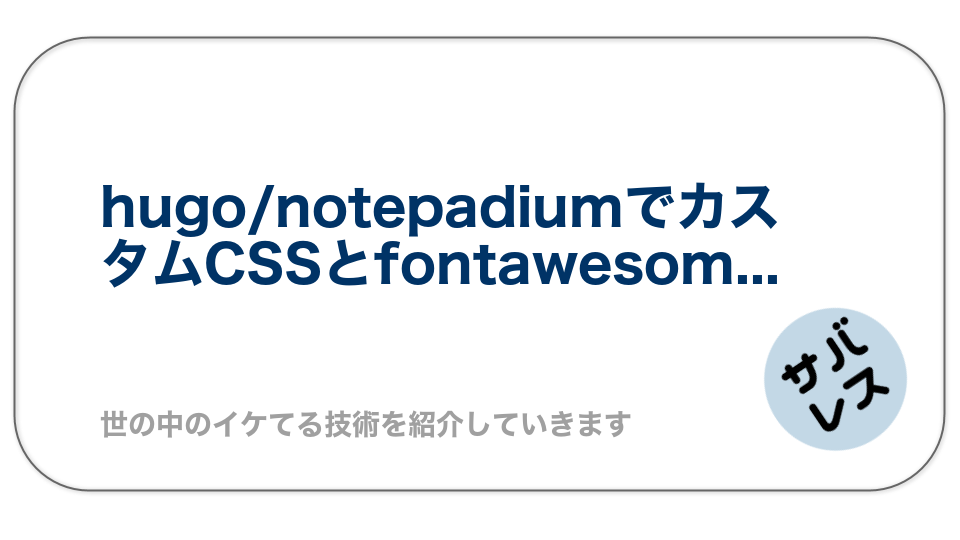 hugo/notepadiumでカス
タムCSSとfontawesom...
世の中のイケてる技術を紹介していきます
サバ
レス